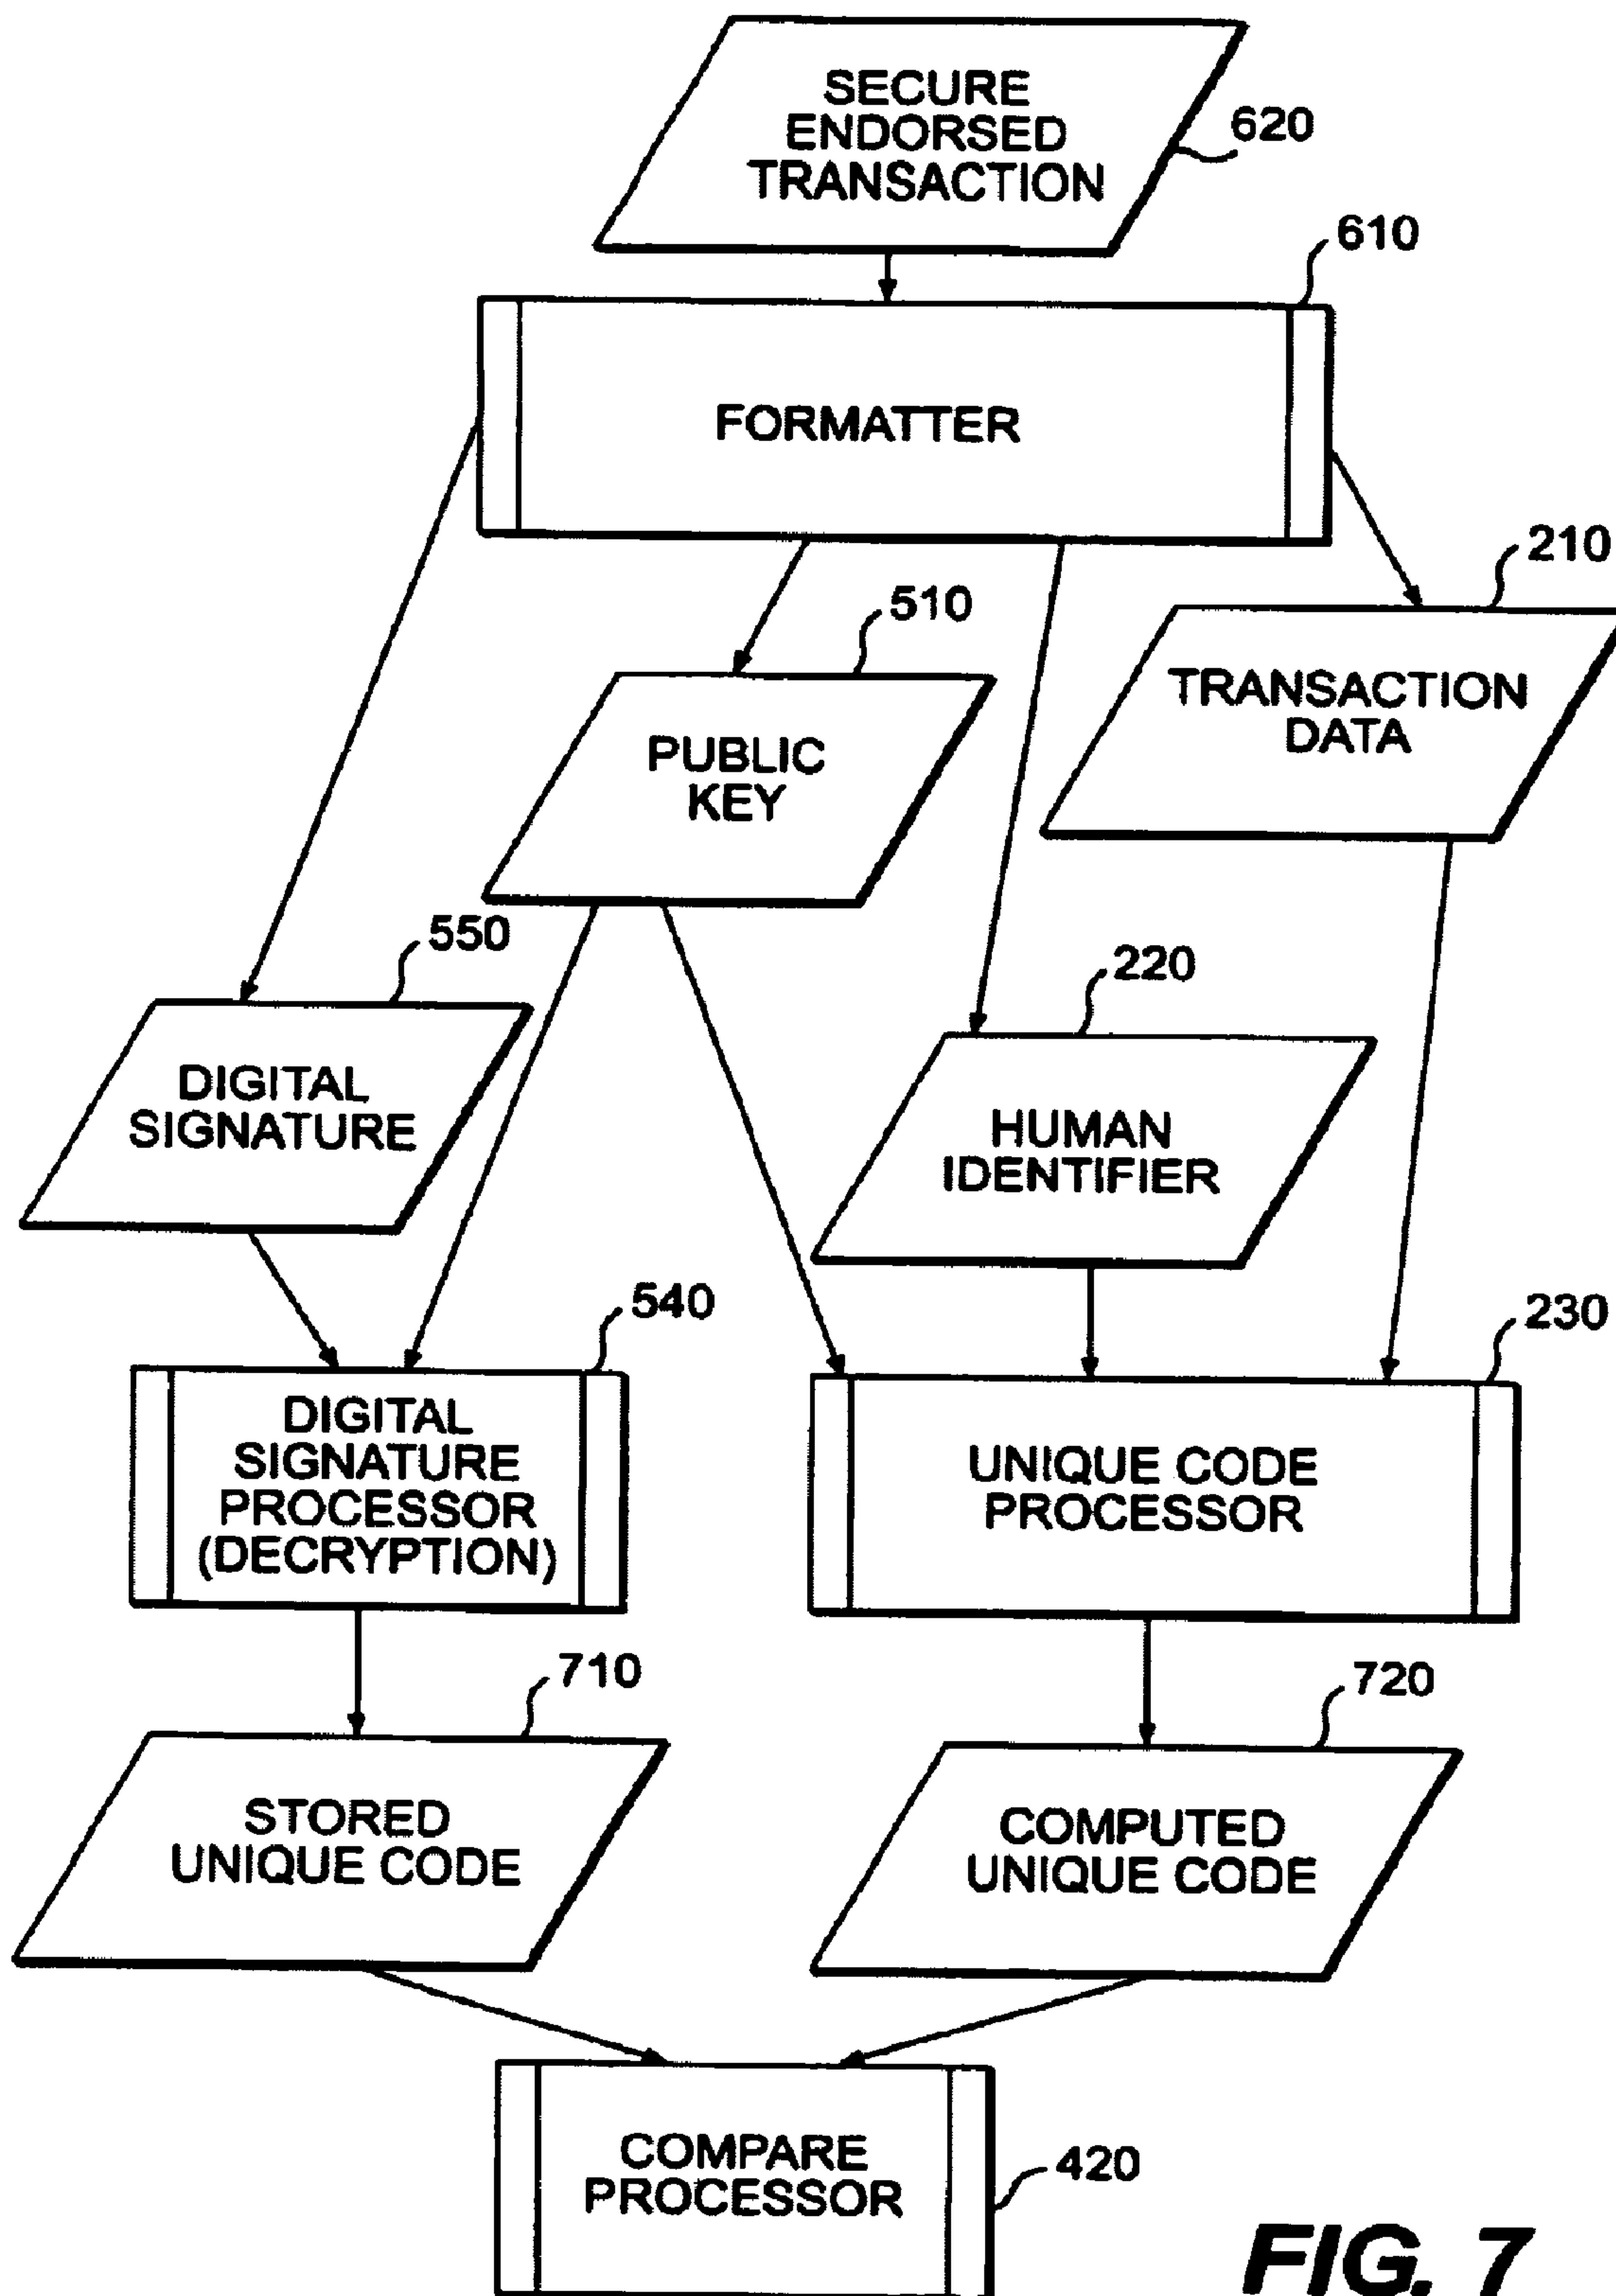 SECURE
ENDORSED
TRANSACTION
620
610
FORMATTER
210
510
TRANSACTION
DATA
PUBLIC
KEY
550
220
DIGITAL
SIGNATURE
HUMAN
IDENTIFIER
540
230
DIGITAL
SIGNATURE
PROCESSOR
(DECRYPTION)
UNIQUE CODE
PROCESSOR
710
720
STORED
UNIQUE CODE
COMPUTED
UNIQUE CODE
COMPARE
PROCESSOR
420
FIG. 7